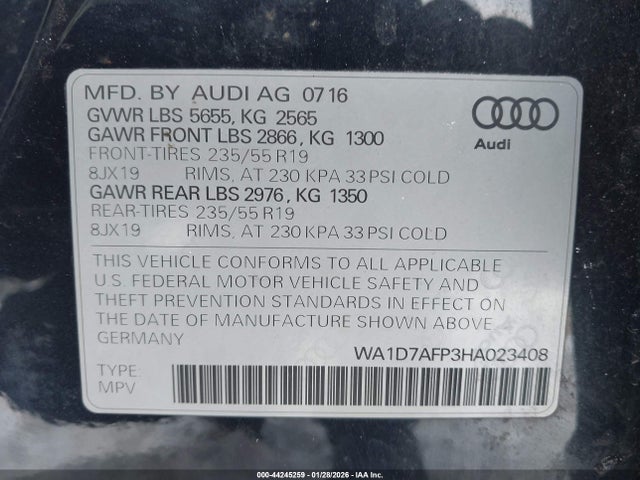 MFD. BY AUDI AG 0716
GVWR LBS 5655, KG 2565
GAWR FRONT LBS 2866, KG 1300
FRONT-TIRES 235/55 R19
8JX19 RIMS, AT 230 KPA 33 PSI COLD
GAWR REAR LBS 2976, KG 1350
REAR-TIRES 235/55 R19
8JX19 RIMS, AT 230 KPA 33 PSI COLD
Audi
THIS VEHICLE CONFORMS TO ALL APPLICABLE
U.S. FEDERAL MOTOR VEHICLE SAFETY AND
THEFT PREVENTION STANDARDS IN EFFECT ON
THE DATE OF MANUFACTURE SHOWN ABOVE.
GERMANY
WA1D7AFP3HA023408
TYPE:
MPV
000-44245259 - 01/28/2026 - IAA Inc.